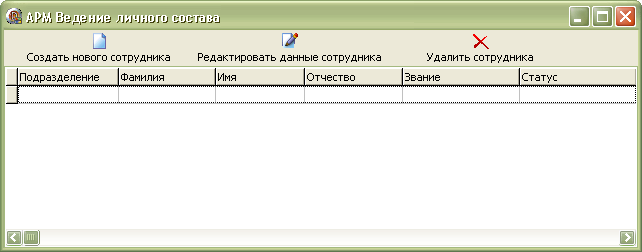 АРМ Ведение личного состава
Создать нового сотрудника Редактировать данные сотрудника Удалить сотрудника
Подразделение Фамилия Имя Отчество Звание Статус